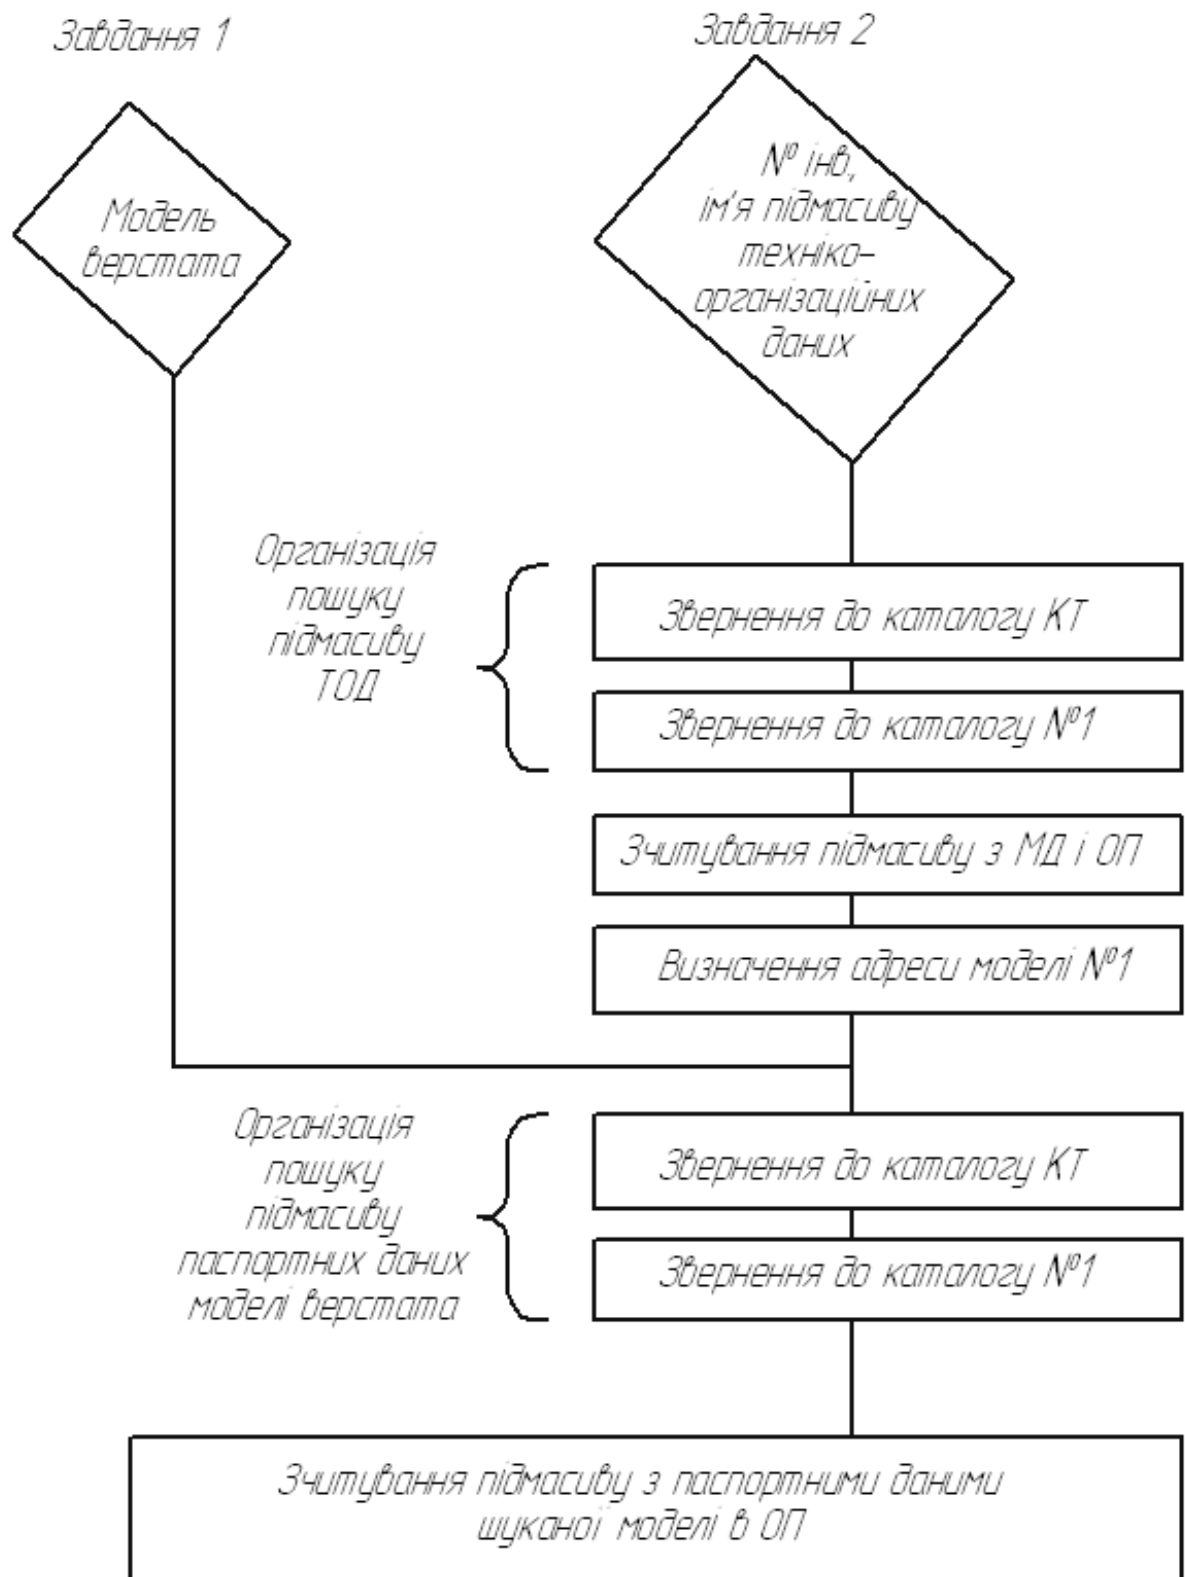 Завдання 1
Завдання 2
Модель
верстата
№ інв,
ім'я підмасиву
техніко-
організаційних
даних
Організація
пошуку
підмасиву
ТОД
Звернення до каталогу КТ
Звернення до каталогу №1
Зчитування підмасиву з МД і ОП
Визначення адреси моделі №1
Організація
пошуку
підмасиву
паспортних даних
моделі верстата
Звернення до каталогу КТ
Звернення до каталогу №1
Зчитування підмасиву з паспортними даними
шуканої моделі в ОП